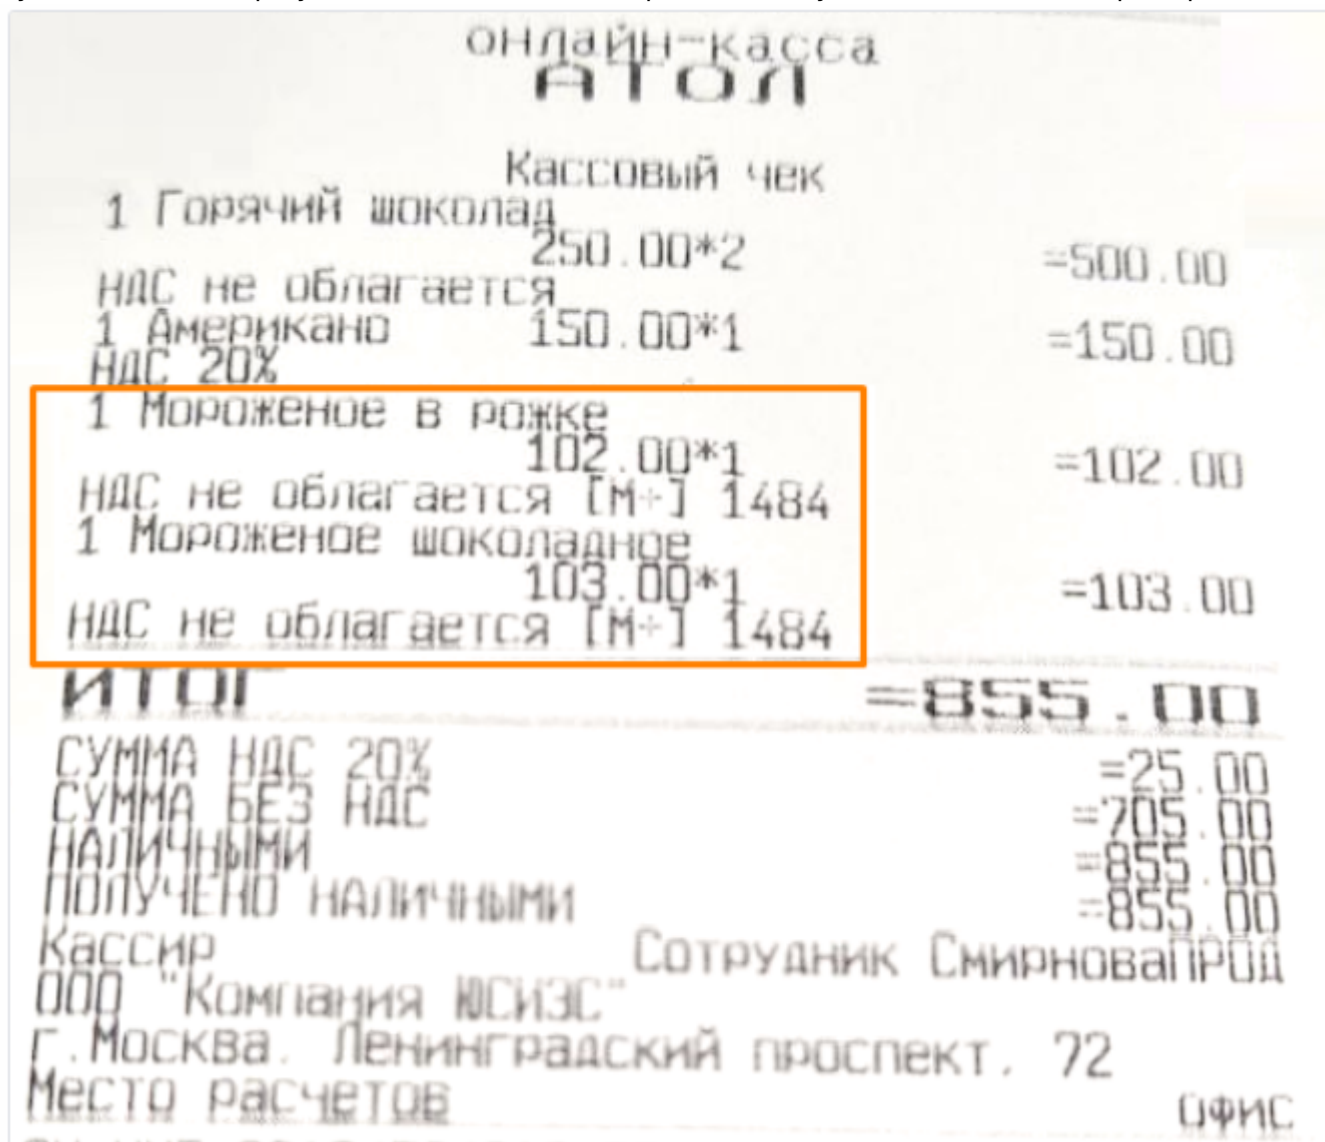 онлайн-касса
АТОЛ
Кассовый чек
1 Горячий шоколад
250.00*2 =500.00
НДС не облагается
1 Американо 150.00*1 =150.00
НДС 20%
1 Мороженое в рожке
102.00*1 =102.00
НДС не облагается [М+] 1484
1 Мороженое шоколадное
103.00*1 =103.00
НДС не облагается [М+] 1484
ИТОГ =855.00
СУММА НДС 20% =25.00
СУММА БЕЗ НДС =705.00
НАЛИЧНЫМИ =855.00
ПОЛУЧЕНО НАЛИЧНЫМИ =855.00
Кассир Сотрудник СмирноваПРОД
ООО "Компания ЮСИЭС"
г.Москва. Ленинградский проспект, 72
Место расчетов ОФИС